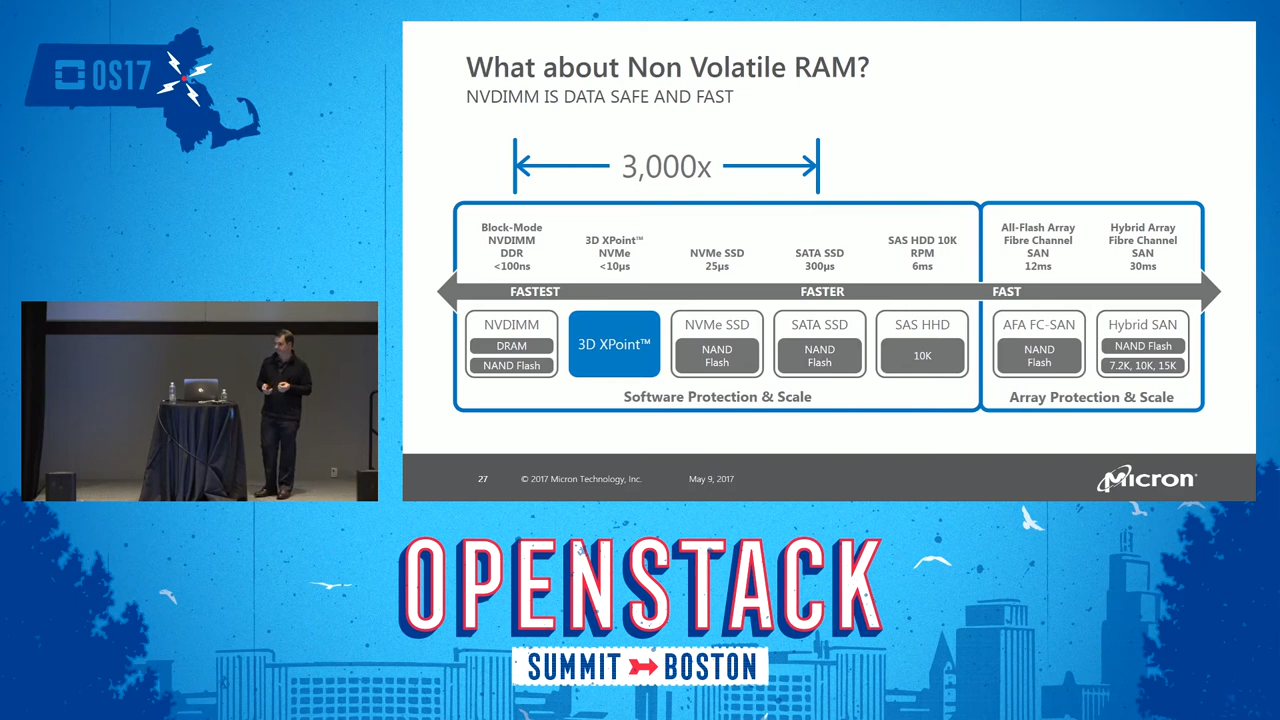 OS17
What about Non Volatile RAM?
NVDIMM IS DATA SAFE AND FAST
3,000x
Block-Mode
NVDIMM
DDR
<100ns
3D XPoint™
NVMe
<10µs
NVMe SSD
25µs
SATA SSD
300µs
SAS HDD 10K
RPM
6ms
All-Flash Array
Fibre Channel
SAN
12ms
Hybrid Array
Fibre Channel
SAN
30ms
FASTEST
FASTER
FAST
NVDIMM
DRAM
NAND Flash
3D XPoint™
NVMe SSD
NAND
Flash
SATA SSD
NAND
Flash
SAS HHD
10K
AFA FC-SAN
NAND
Flash
Hybrid SAN
NAND Flash
7.2K, 10K, 15K
Software Protection & Scale
Array Protection & Scale
27
© 2017 Micron Technology, Inc.
May 9, 2017
Micron
OPENSTACK
SUMMIT BOSTON